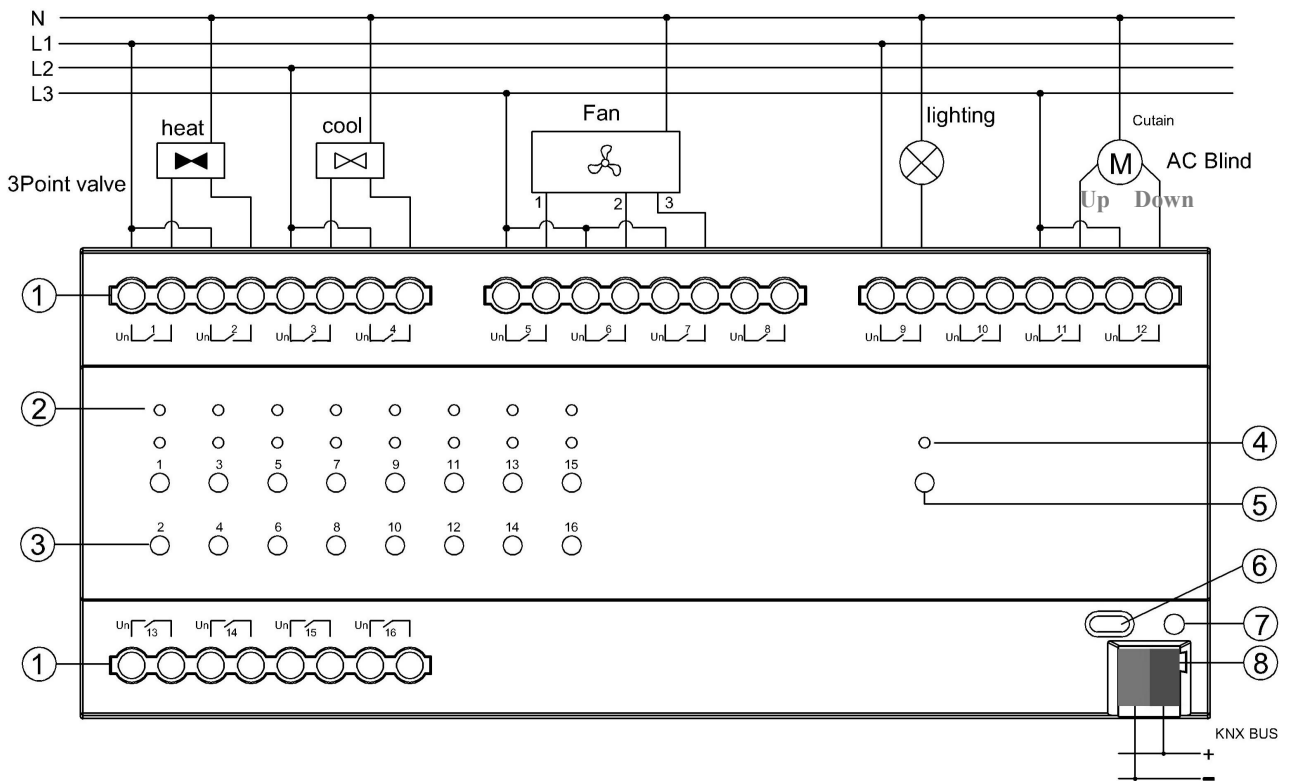 N
L1
L2
L3
heat
cool
Fan
lighting
Cutain
3Point valve
M
AC Blind
Up Down
1 2 3
①
Un 1 Un 2 Un 3 Un 4 Un 5 Un 6 Un 7 Un 8 Un 9 Un 10 Un 11 Un 12
②
④
1 3 5 7 9 11 13 15
⑤
2 4 6 8 10 12 14 16
③
⑥
Un 13 Un 14 Un 15 Un 16
⑦
①
⑧
KNX BUS
+
-